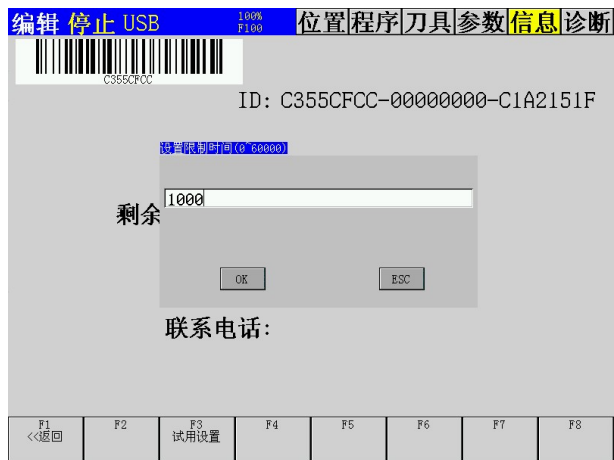 编辑 停止 USB 100% F100 位置 程序 刀具 参数 信息 诊断
C355CFCC
ID: C355CFCC-00000000-C1A2151F
设置限制时间(0~60000)
剩余 1000
OK ESC
联系电话:
F1 F2 F3 F4 F5 F6 F7 F8
<<返回 试用设置